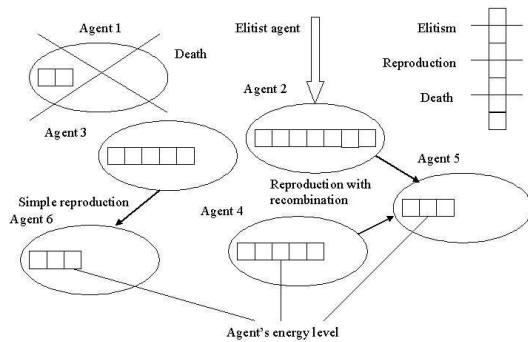 Agent 1
Death
Elitist agent
Elitism
Reproduction
Death
Agent 2
Agent 3
Agent 5
Simple reproduction
Reproduction with
recombination
Agent 6
Agent 4
Agent's energy level